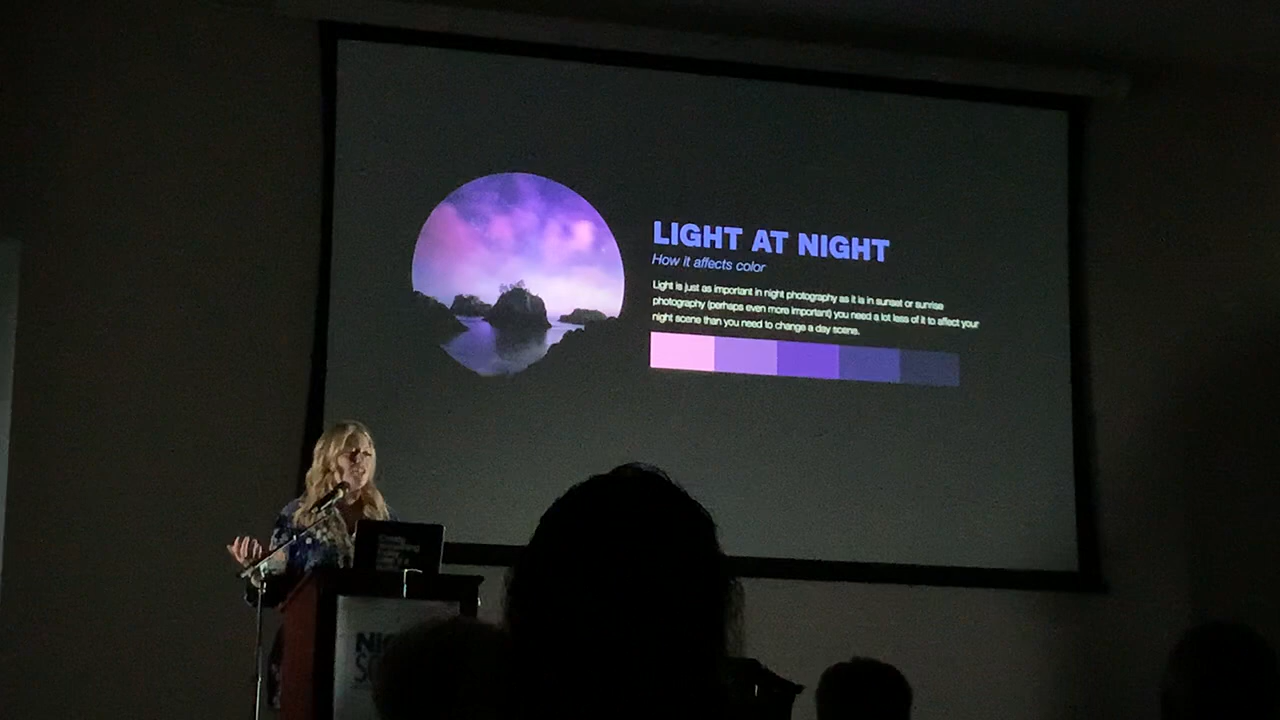 LIGHT AT NIGHT
How it affects color
Light is just as important in night photography as it is in sunset or sunrise
photography (perhaps even more important) you need a lot less of it to affect your
night scene than you need to change a day scene.